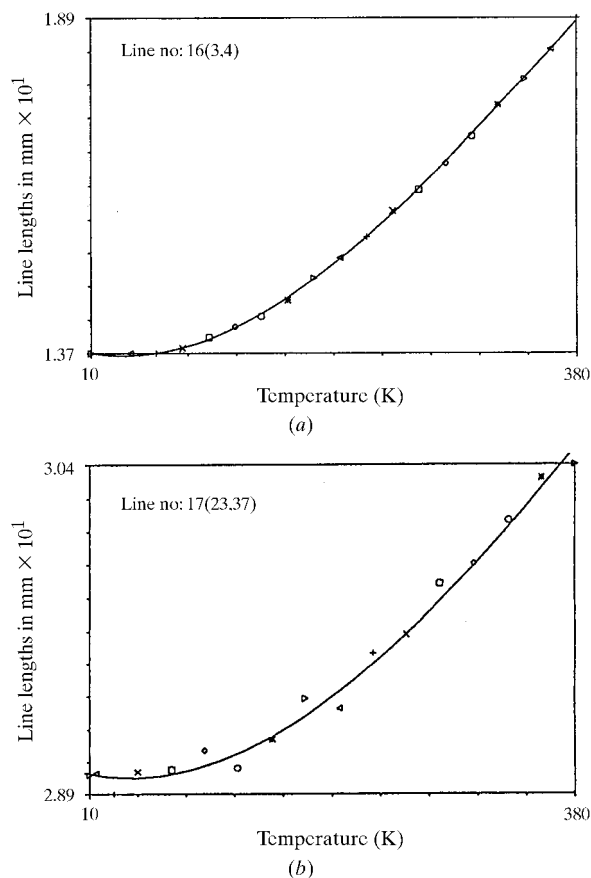 1.89
Line no: 16(3,4)
Line lengths in mm × 10¹
1.37
10
380
Temperature (K)
(a)
3.04
Line no: 17(23,37)
Line lengths in mm × 10¹
2.89
10
380
Temperature (K)
(b)